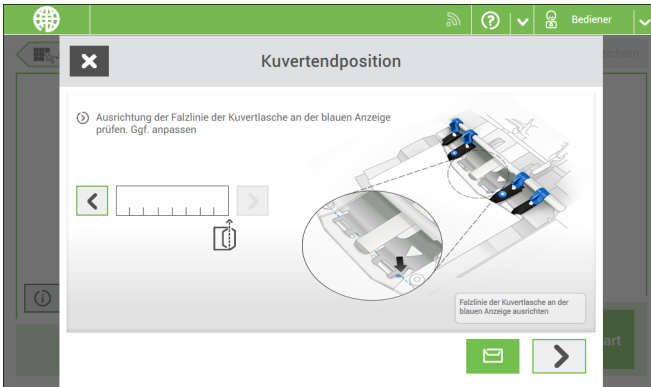 Bediener
schern
Kuvertendposition
Ausrichtung der Falzlinie der Kuvertlasche an der blauen Anzeige
prüfen. Ggf. anpassen
Falzlinie der Kuvertlasche an der
blauen Anzeige ausrichten
art